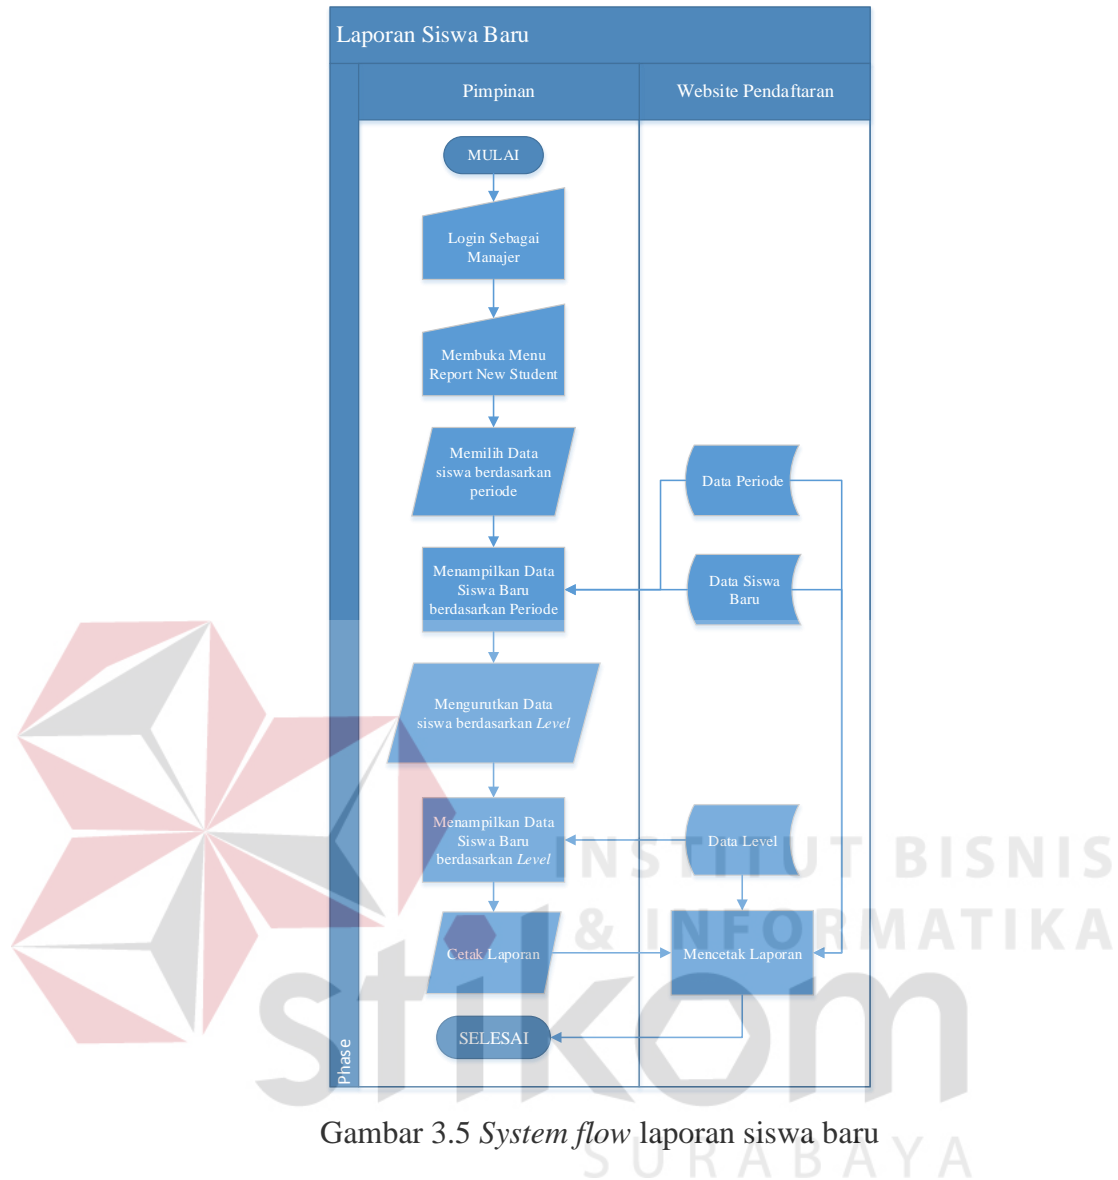 Laporan Siswa Baru
Pimpinan
Website Pendaftaran
MULAI
Login Sebagai
Manajer
Membuka Menu
Report New Student
Memilih Data
siswa berdasarkan
periode
Data Periode
Menampilkan Data
Siswa Baru
berdasarkan Periode
Data Siswa
Baru
Mengurutkan Data
siswa berdasarkan Level
Menampilkan Data
Siswa Baru
berdasarkan Level
Data Level
Cetak Laporan
Mencetak Laporan
SELESAI
Phase
INSTITUT BISNIS
& INFORMATIKA
stikom
SURABAYA
Gambar 3.5 System flow laporan siswa baru